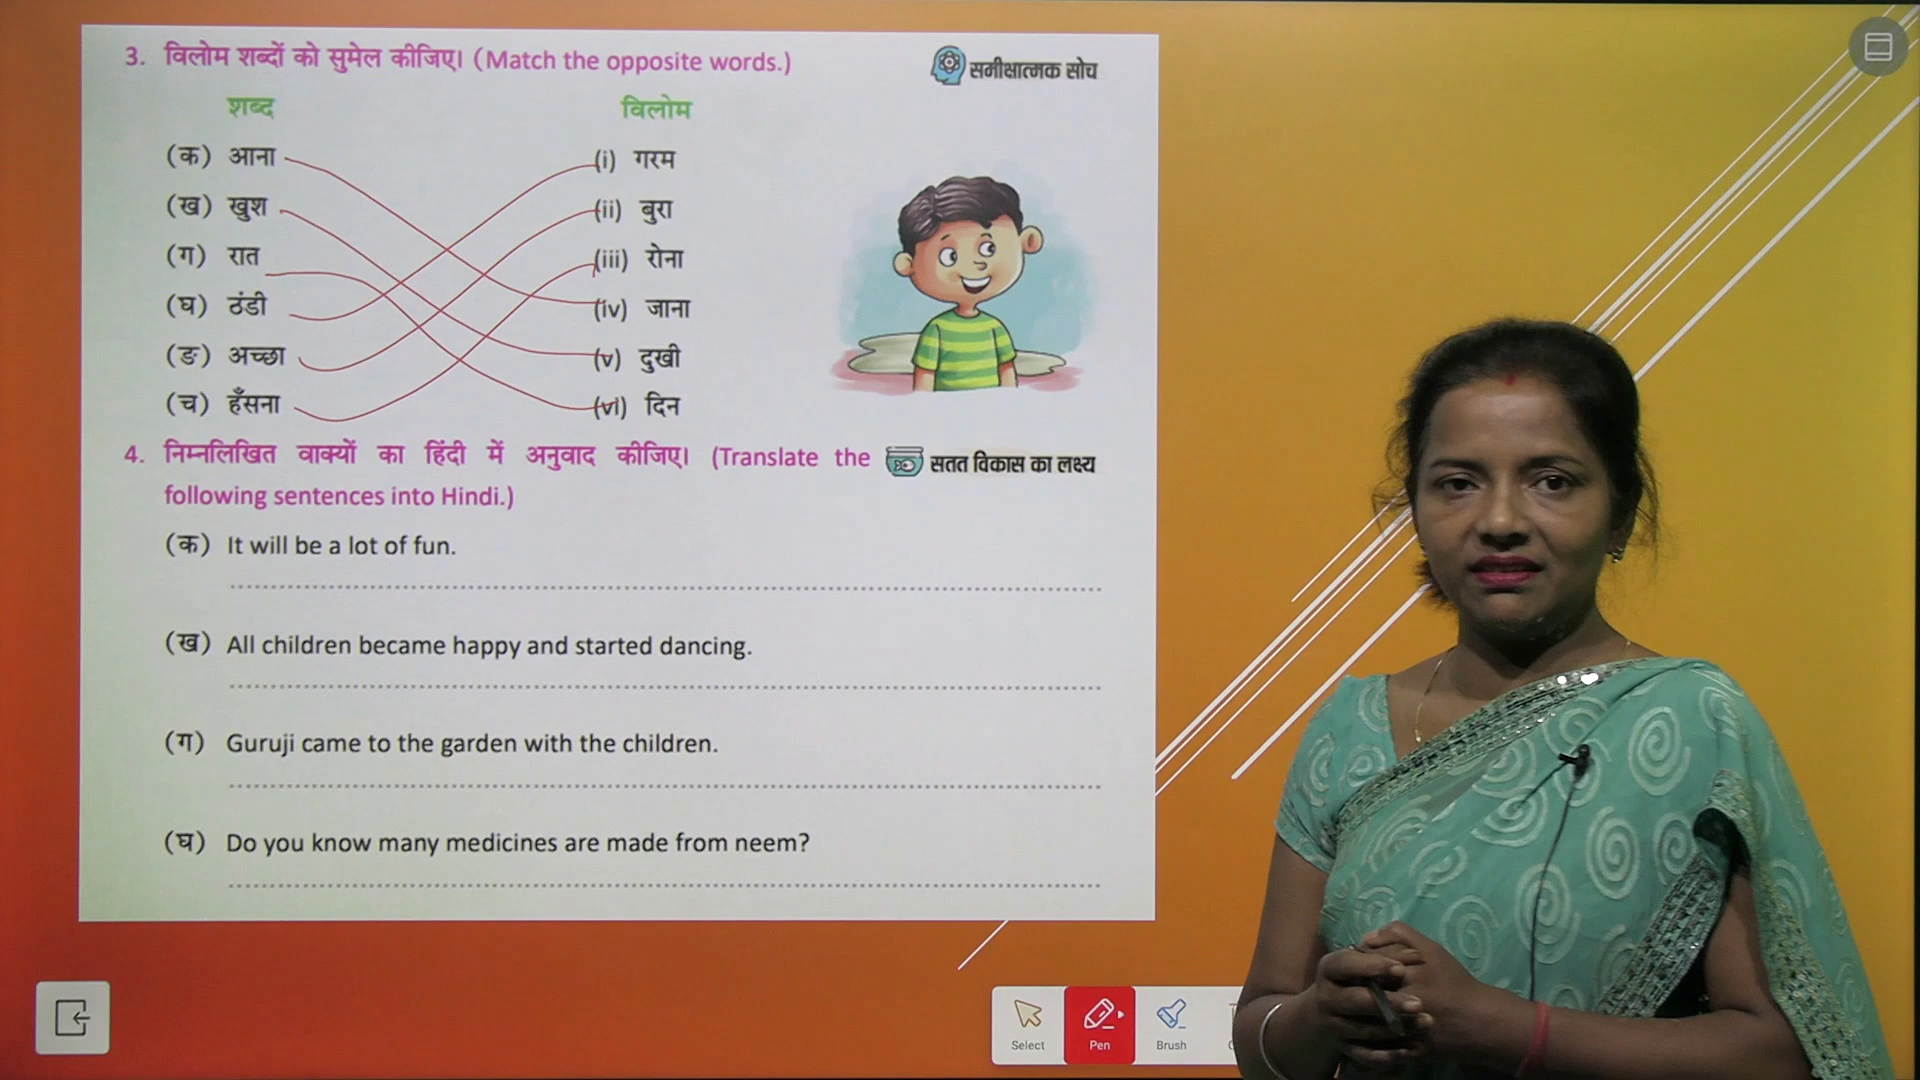 3. विलोम शब्दों को सुमेल कीजिए। (Match the opposite words.)
समीक्षात्मक सोच
शब्द विलोम
(क) आना (i) गरम
(ख) खुश (ii) बुरा
(ग) रात (iii) रोना
(घ) ठंडी (iv) जाना
(ङ) अच्छा (v) दुखी
(च) हँसना (vi) दिन
4. निम्नलिखित वाक्यों का हिंदी में अनुवाद कीजिए। (Translate the
सतत विकास का लक्ष्य
following sentences into Hindi.)
(क) It will be a lot of fun.
(ख) All children became happy and started dancing.
(ग) Guruji came to the garden with the children.
(घ) Do you know many medicines are made from neem?
Select Pen Brush